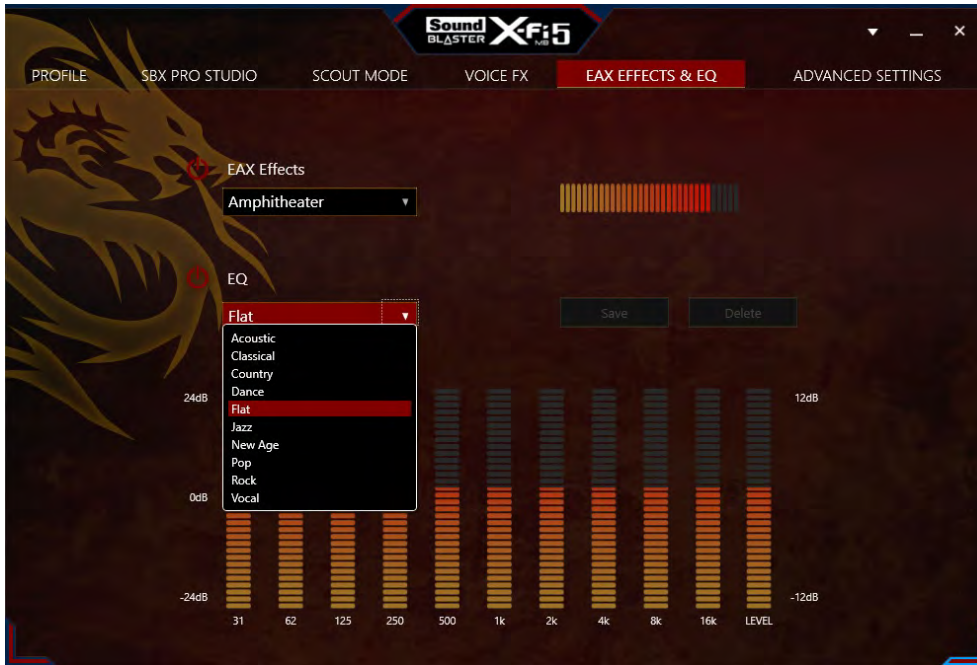 Sound BLASTER X-Fi MB 5
PROFILE
SBX PRO STUDIO
SCOUT MODE
VOICE FX
EAX EFFECTS & EQ
ADVANCED SETTINGS
EAX Effects
Amphitheater
EQ
Flat
Save
Delete
Acoustic
Classical
Country
Dance
Flat
Jazz
New Age
Pop
Rock
Vocal
24dB
12dB
0dB
-24dB
-12dB
31 62 125 250 500 1k 2k 4k 8k 16k LEVEL